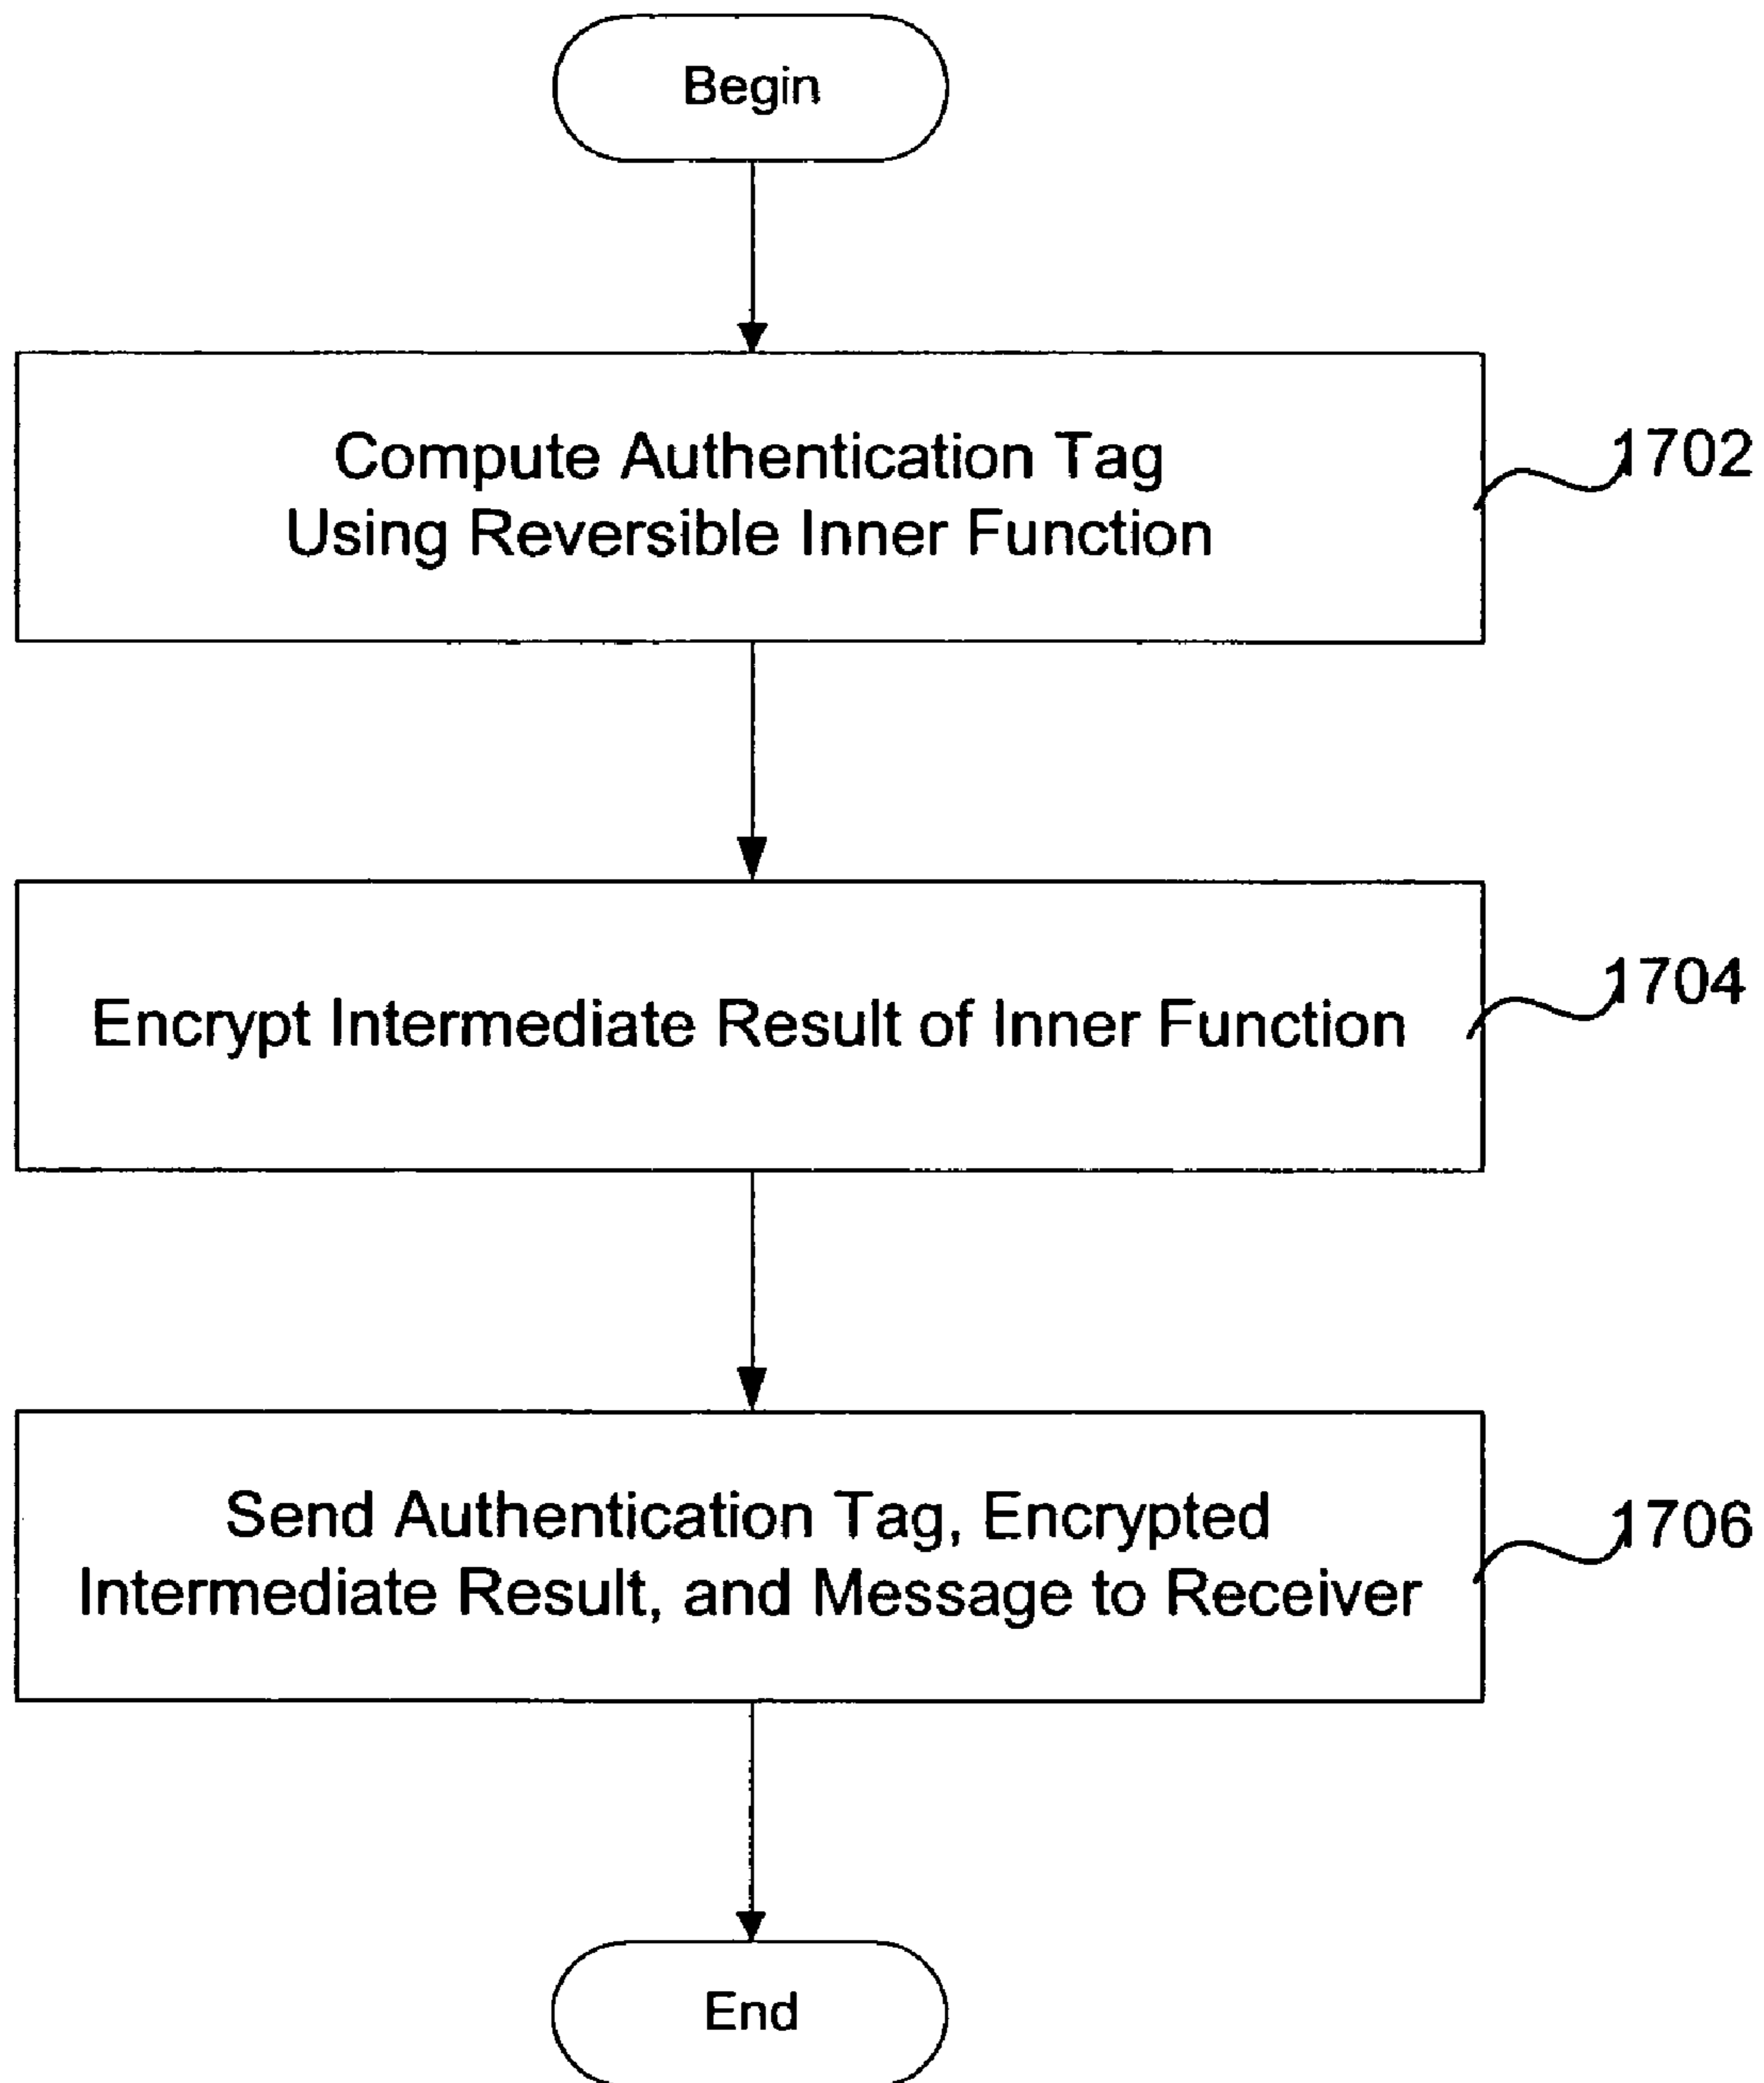 Begin
Compute Authentication Tag
Using Reversible Inner Function
1702
Encrypt Intermediate Result of Inner Function
1704
Send Authentication Tag, Encrypted
Intermediate Result, and Message to Receiver
1706
End